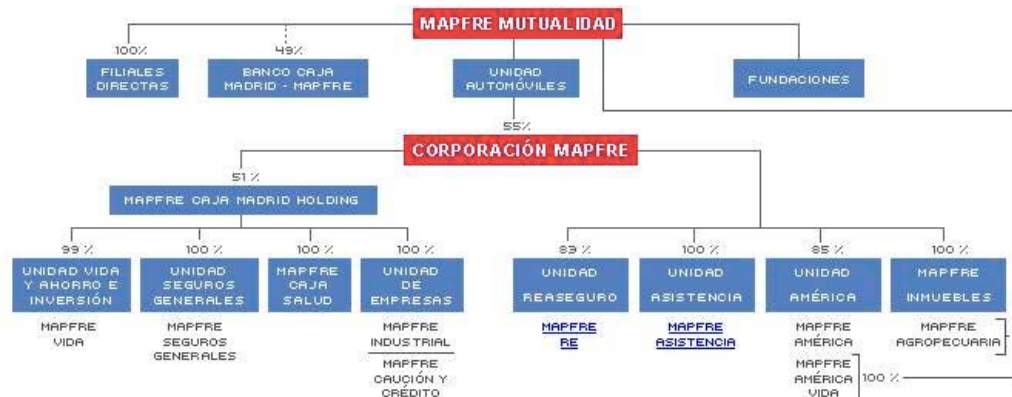 MAPFRE MUTUALIDAD
100%
49%
FILIALES
DIRECTAS
BANCO CAJA
MADRID - MAPFRE
UNIDAD
AUTOMÓVILES
FUNDACIONES
55%
CORPORACIÓN MAPFRE
51 %
MAPFRE CAJA MADRID HOLDING
99 %
100 %
100 %
100 %
83 %
100 %
85 %
100 %
UNIDAD VIDA
Y AHORRO E
INVERSIÓN
UNIDAD
SEGUROS
GENERALES
MAPFRE
CAJA
SALUD
UNIDAD
DE
EMPRESAS
UNIDAD
REASEGURO
UNIDAD
ASISTENCIA
UNIDAD
AMÉRICA
MAPFRE
INMUEBLES
MAPFRE
VIDA
MAPFRE
SEGUROS
GENERALES
MAPFRE
INDUSTRIAL
MAPFRE
CAUCIÓN Y
CRÉDITO
MAPFRE
RE
MAPFRE
ASISTENCIA
MAPFRE
AMÉRICA
MAPFRE
AMÉRICA
VIDA
100 %
MAPFRE
AGROPECUARIA